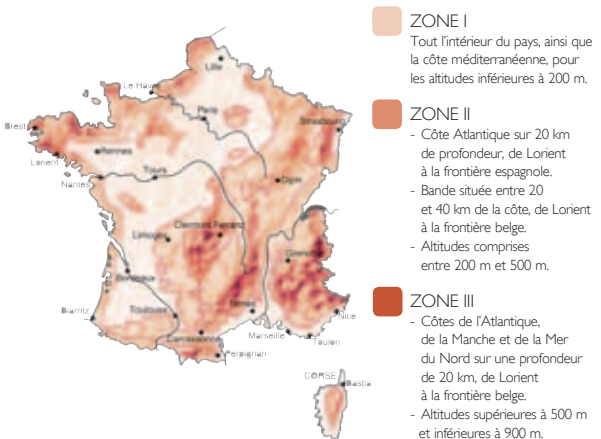 ZONE I
Tout l'intérieur du pays, ainsi que
la côte méditerranéenne, pour
les altitudes inférieures à 200 m.
ZONE II
- Côte Atlantique sur 20 km
de profondeur, de Lorient
à la frontière espagnole.
- Bande située entre 20
et 40 km de la côte, de Lorient
à la frontière belge.
- Altitudes comprises
entre 200 m et 500 m.
ZONE III
- Côtes de l'Atlantique,
de la Manche et de la Mer
du Nord sur une profondeur
de 20 km, de Lorient
à la frontière belge.
- Altitudes supérieures à 500 m
et inférieures à 900 m.
Lille
Le Havre
Paris
Strasbourg
Brest
Rennes
Lorient
Tours
Dijon
Nantes
Clermont Ferrand
Limoges
Grenoble
Bordeaux
Biarritz
Toulouse
Nîmes
Nice
Marseille
Toulon
Carcassonne
Perpignan
CORSE
Bastia